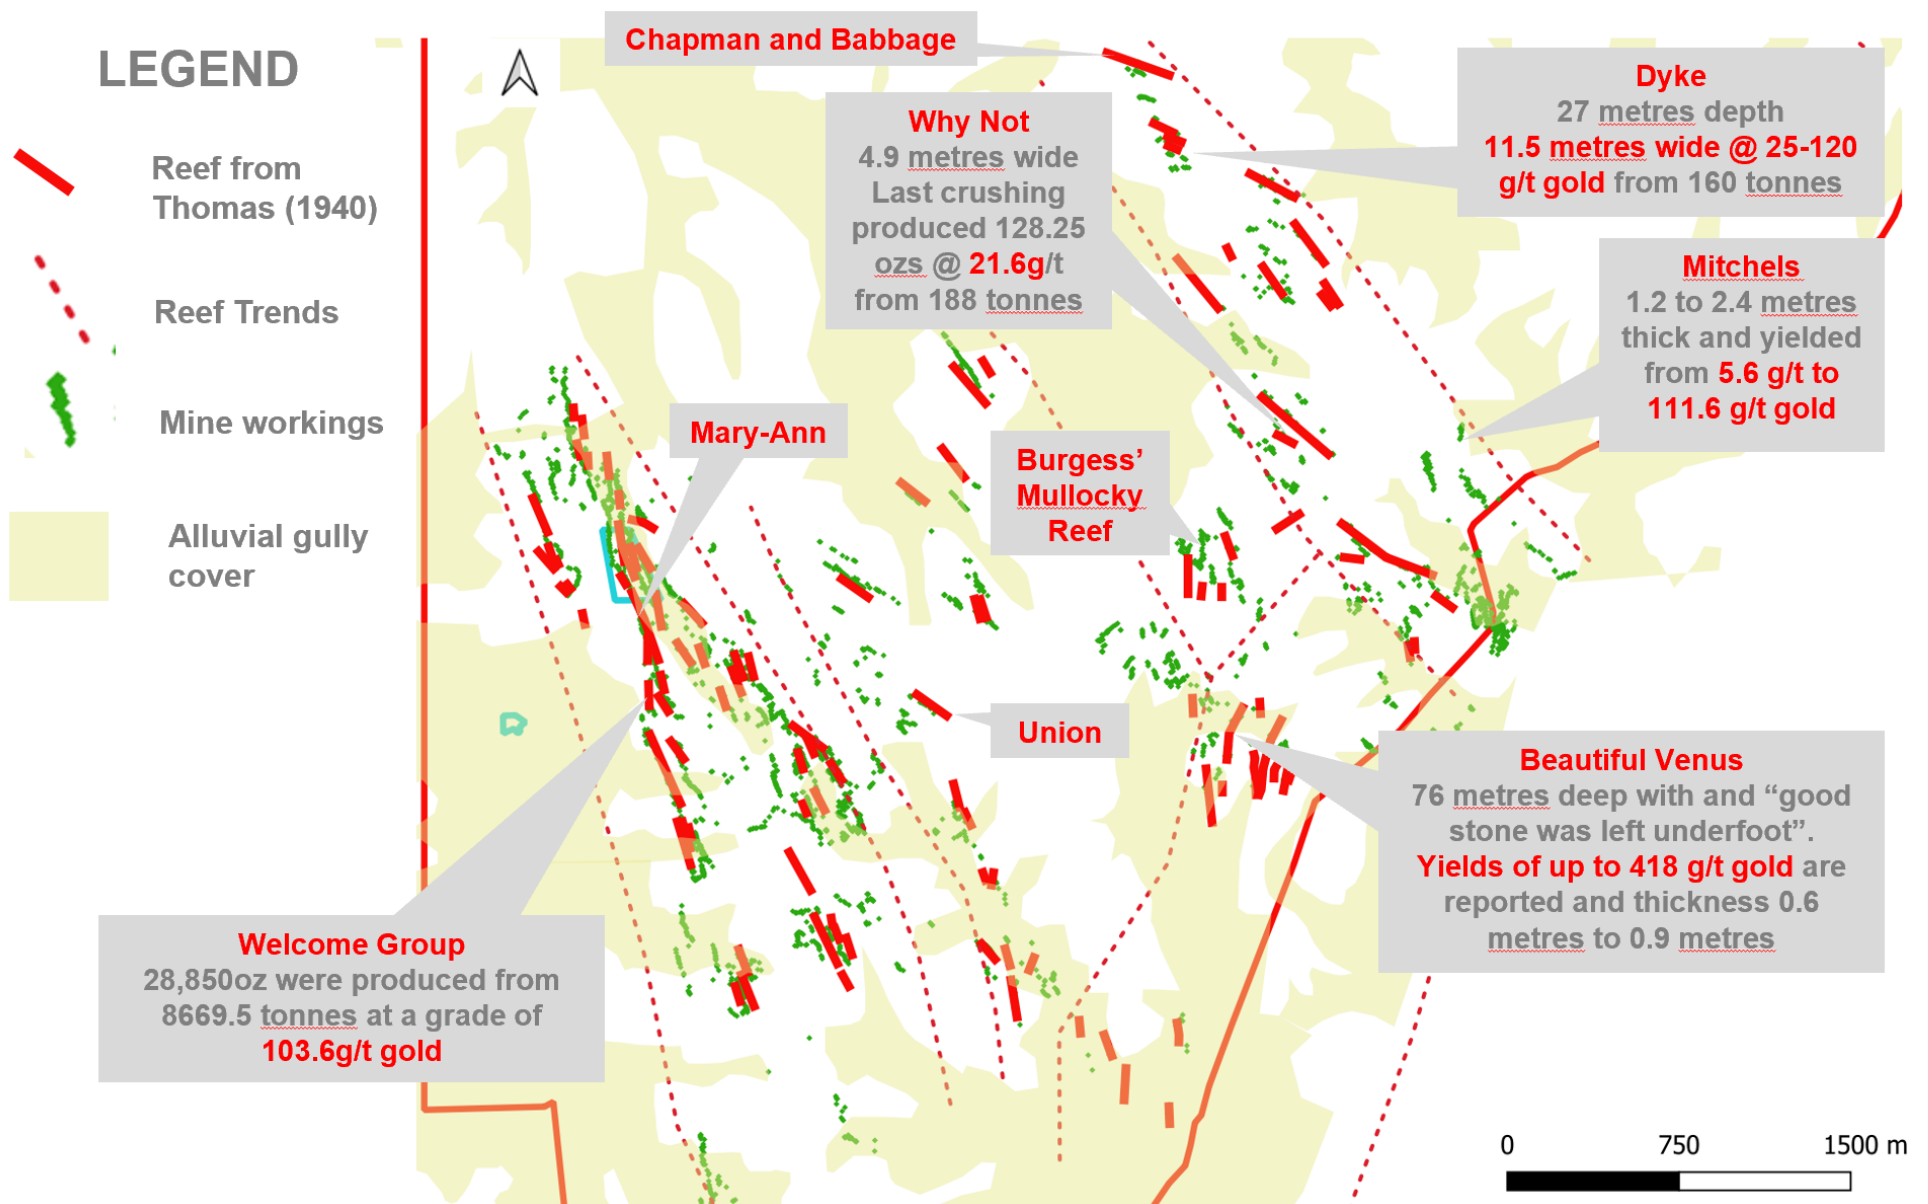 LEGEND
Reef from
Thomas (1940)
Reef Trends
Mine workings
Alluvial gully
cover
Chapman and Babbage
Why Not
4.9 metres wide
Last crushing
produced 128.25
ozs @ 21.6g/t
from 188 tonnes
Dyke
27 metres depth
11.5 metres wide @ 25-120
g/t gold from 160 tonnes
Mitchels
1.2 to 2.4 metres
thick and yielded
from 5.6 g/t to
111.6 g/t gold
Mary-Ann
Burgess’
Mullocky
Reef
Union
Beautiful Venus
76 metres deep with and “good
stone was left underfoot”.
Yields of up to 418 g/t gold are
reported and thickness 0.6
metres to 0.9 metres
Welcome Group
28,850oz were produced from
8669.5 tonnes at a grade of
103.6g/t gold
0 750 1500 m